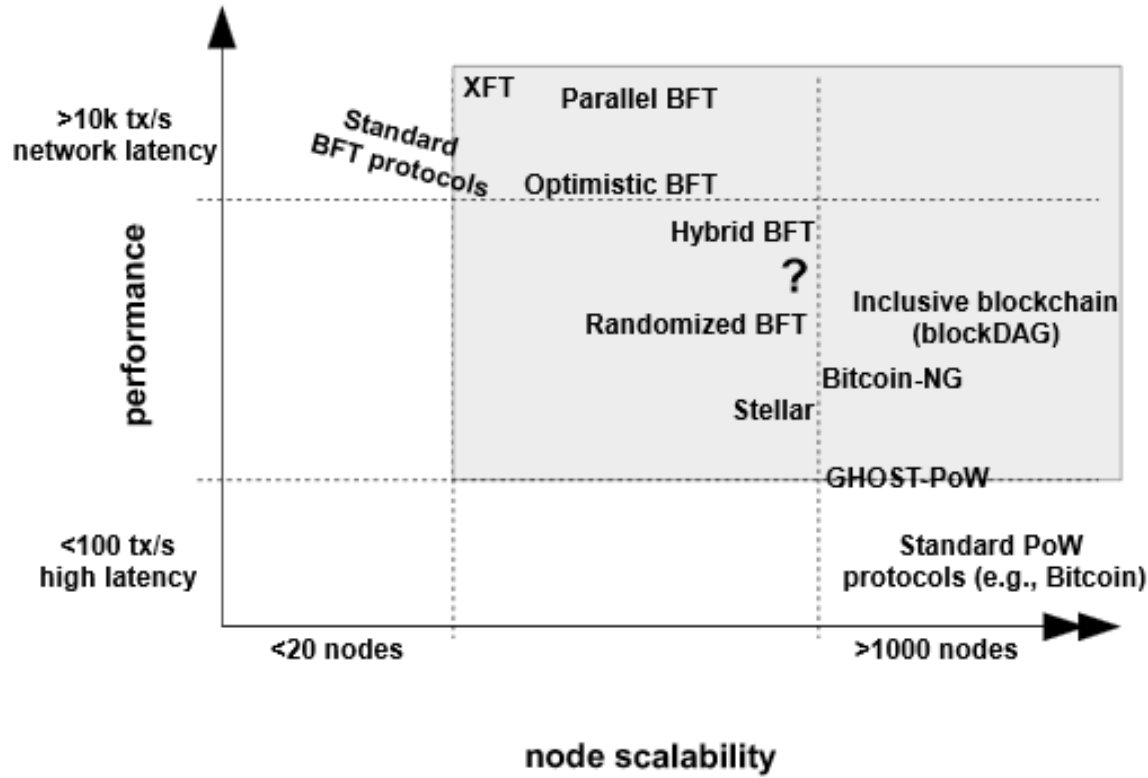 XFT
Parallel BFT
>10k tx/s
network latency
Standard
BFT protocols
Optimistic BFT
Hybrid BFT
?
performance
Inclusive blockchain
(blockDAG)
Randomized BFT
Bitcoin-NG
Stellar
GHOST-PoW
<100 tx/s
high latency
Standard PoW
protocols (e.g., Bitcoin)
<20 nodes
>1000 nodes
node scalability